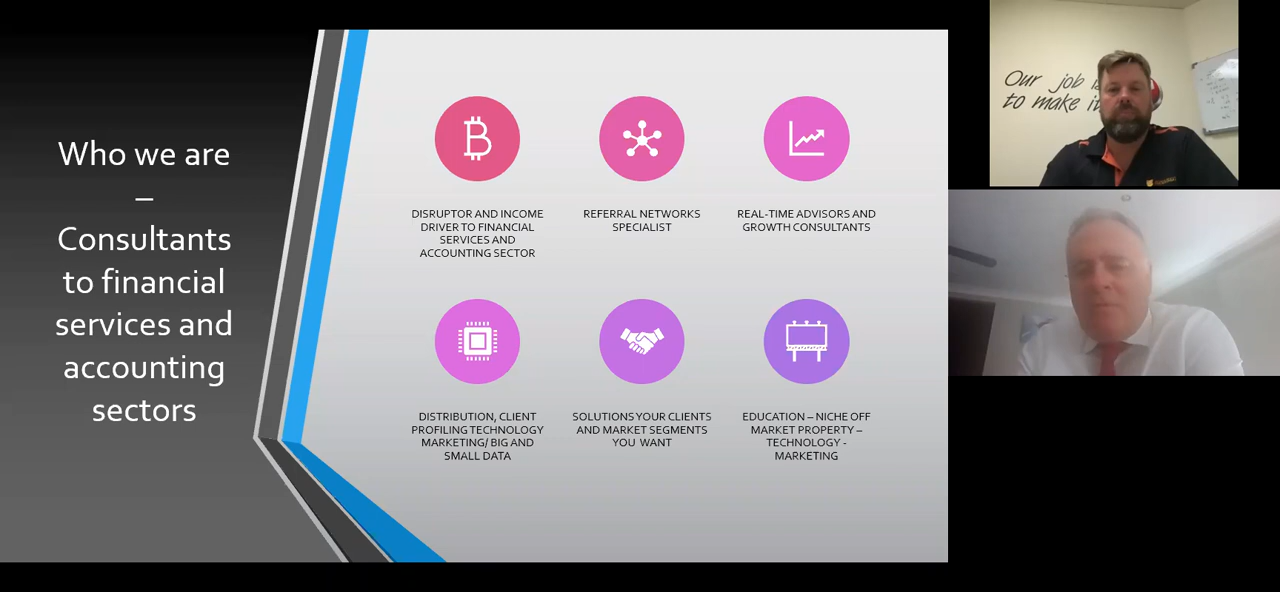 Who we are
–
Consultants
to financial
services and
accounting
sectors
DISRUPTOR AND INCOME
DRIVER TO FINANCIAL
SERVICES AND
ACCOUNTING SECTOR
REFERRAL NETWORKS
SPECIALIST
REAL-TIME ADVISORS AND
GROWTH CONSULTANTS
DISTRIBUTION, CLIENT
PROFILING TECHNOLOGY
MARKETING/ BIG AND
SMALL DATA
SOLUTIONS YOUR CLIENTS
AND MARKET SEGMENTS
YOU WANT
EDUCATION – NICHE OFF
MARKET PROPERTY –
TECHNOLOGY -
MARKETING
Our job
to make it